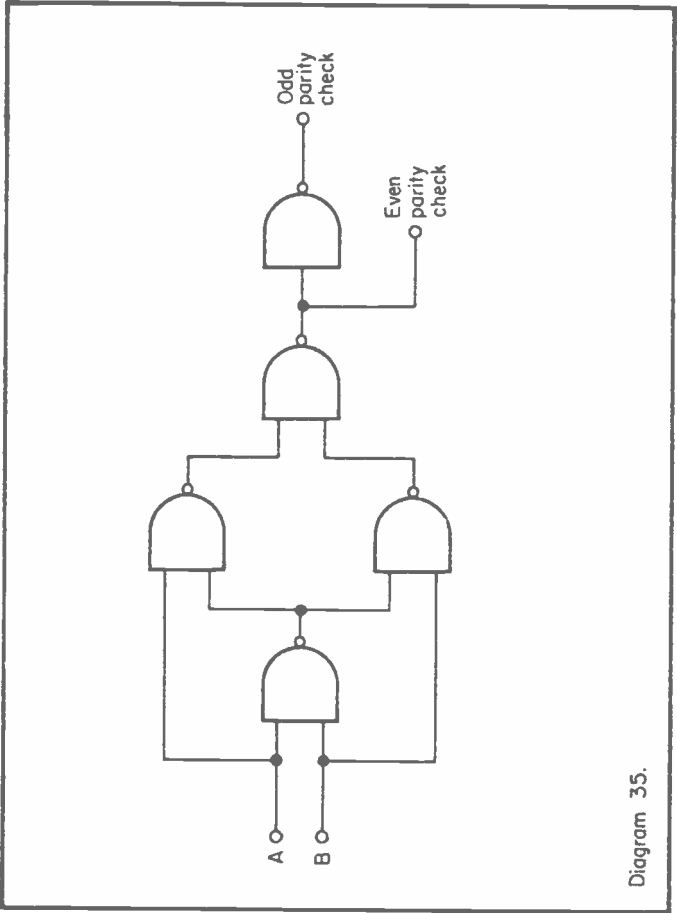 Odd
parity
check
Even
parity
check
A
B
Diagram 35.